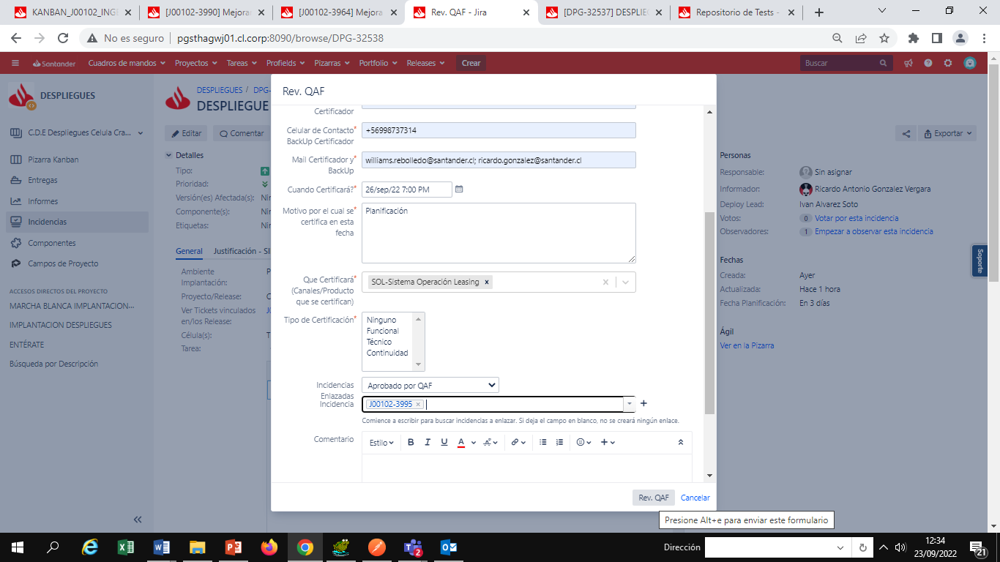 KANBAN_J00102_INGE
[J00102-3990] Mejorar
[J00102-3964] Mejora
Rev. QAF - Jira
[DPG-32537] DESPLIEG
Repositorio de Tests -
No es seguro
pgsthagwj01.cl.corp:8090/browse/DPG-32538
Santander
Cuadros de mandos
Proyectos
Tareas
Profields
Pizarras
Portfolio
Releases
Crear
Buscar
DESPLIEGUES
C.D.E Despliegues Celula Cra...
Pizarra Kanban
Entregas
Informes
Incidencias
Componentes
Campos de Proyecto
ACCESOS DIRECTOS DEL PROYECTO
MARCHA BLANCA IMPLANTACION...
IMPLANTACION DESPLIEGUES
ENTÉRATE
Búsqueda por Descripción
DESPLIEGUES / DPG-
DESPLIEGUE
Editar
Comentar
Exportar
Detalles
Tipo:
Prioridad:
Versión(es) Afectada(s): Nin
Componente(s): Nin
Etiquetas: Nin
General
Justificación - SI
Ambiente Implantación: P
Proyecto/Release: C
Ver Tickets vinculados en/los Release: J0
Célula(s): T
Tarea: -
Rev. QAF
Certificador
Celular de Contacto* BackUp Certificador
+56998737314
Mail Certificador y* BackUp
williams.rebolledo@santander.cl; ricardo.gonzalez@santander.cl
Cuando Certificará?*
26/sep/22 7:00 PM
Motivo por el cual se* certifica en esta fecha
Planificación
Que Certificará* (Canales/Producto que se certifican)
SOL-Sistema Operación Leasing ×
Tipo de Certificación*
Ninguno
Funcional
Técnico
Continuidad
Incidencias Enlazadas
Aprobado por QAF
Incidencia
J00102-3995 ×
Comience a escribir para buscar incidencias a enlazar. Si deja el campo en blanco, no se creará ningún enlace.
Comentario
Estilo B I U A
Rev. QAF
Cancelar
Presione Alt+e para enviar este formulario
Personas
Responsable: Sin asignar
Informador: Ricardo Antonio Gonzalez Vergara
Deploy Lead: Ivan Alvarez Soto
Votos: 0 Votar por esta incidencia
Observadores: 1 Empezar a observar esta incidencia
Fechas
Creada: Ayer
Actualizada: Hace 1 hora
Fecha Planificación: En 3 días
Ágil
Ver en la Pizarra
Soporte
Dirección
2
12:34
23/09/2022
21